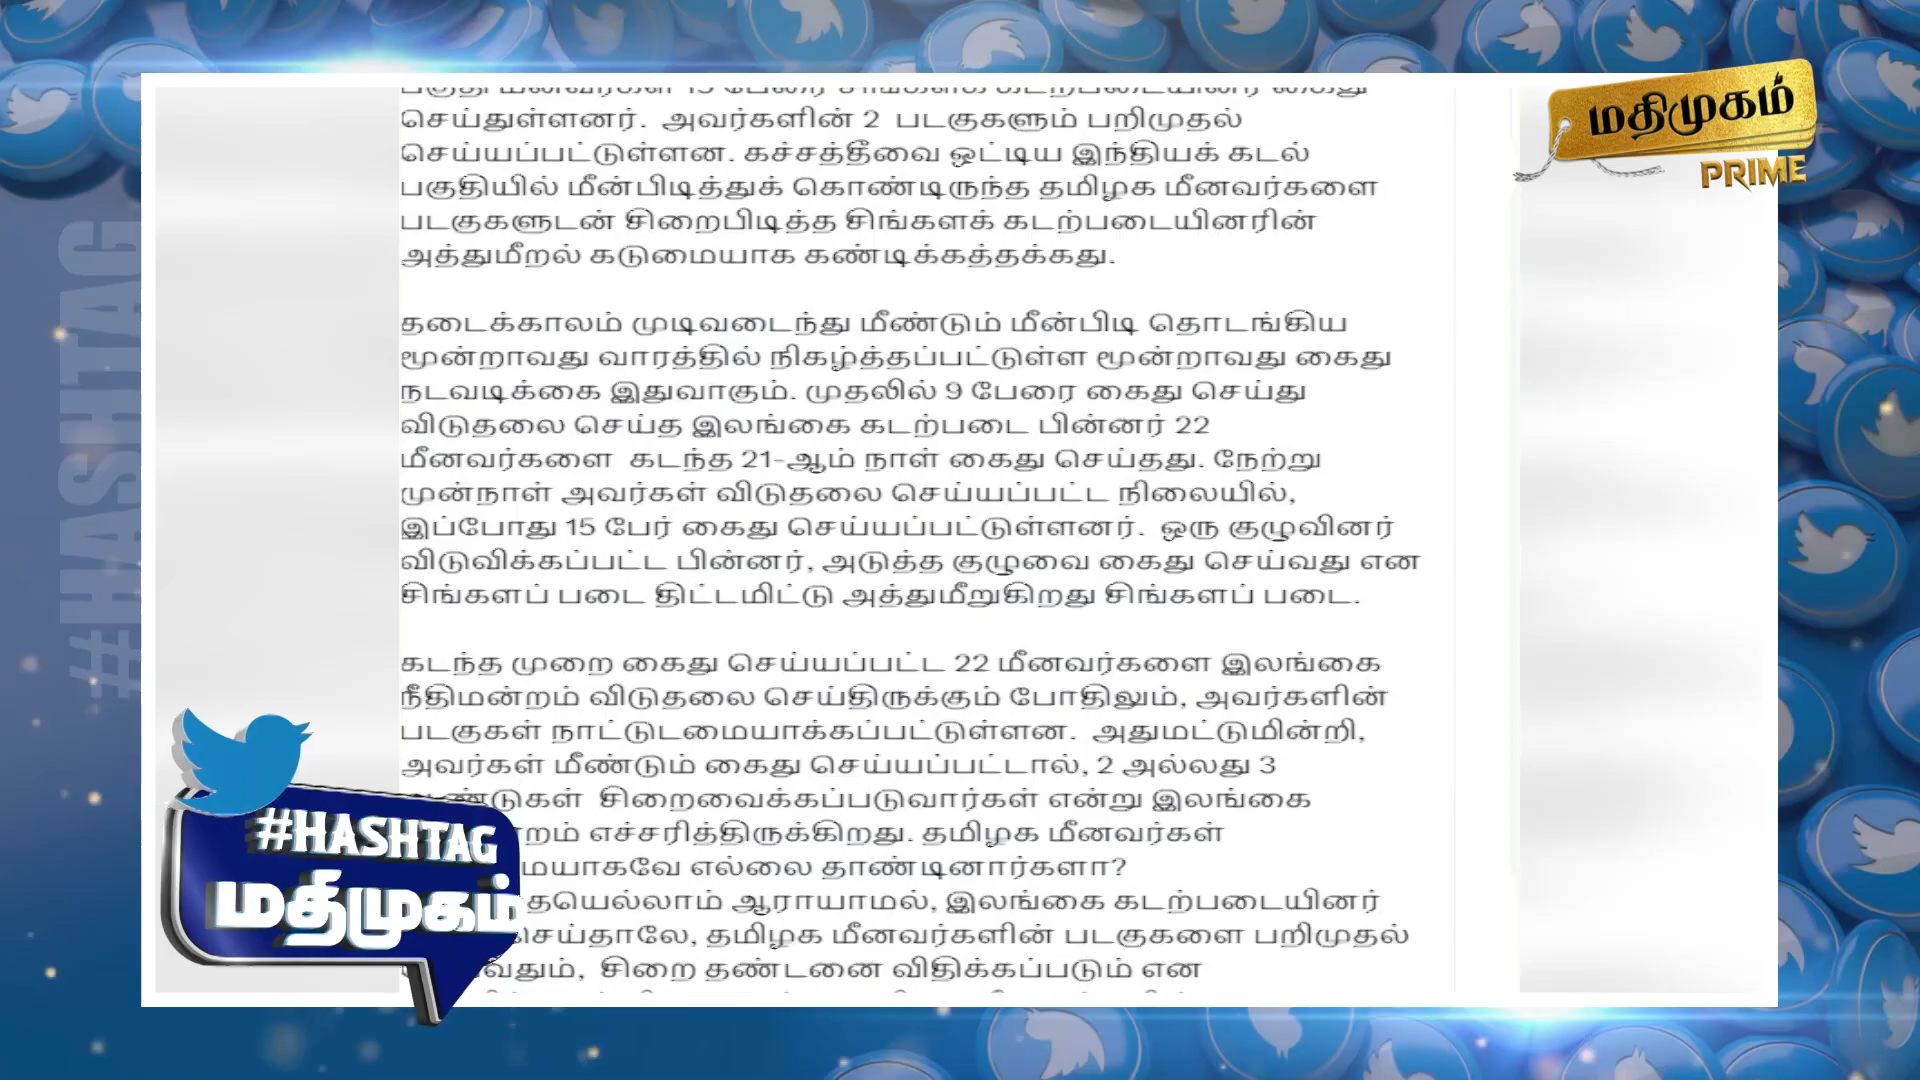 மதிமுகம்
PRIME
#HASHTAG
செய்துள்ளனர். அவர்களின் 2 படகுகளும் பறிமுதல்
செய்யப்பட்டுள்ளன. கச்சத்தீவை ஒட்டிய இந்தியக் கடல்
பகுதியில் மீன்பிடித்துக் கொண்டிருந்த தமிழக மீனவர்களை
படகுகளுடன் சிறைபிடித்த சிங்களக் கடற்படையினரின்
அத்துமீறல் கடுமையாக கண்டிக்கத்தக்கது.
தடைக்காலம் முடிவடைந்து மீண்டும் மீன்பிடி தொடங்கிய
மூன்றாவது வாரத்தில் நிகழ்த்தப்பட்டுள்ள மூன்றாவது கைது
நடவடிக்கை இதுவாகும். முதலில் 9 பேரை கைது செய்து
விடுதலை செய்த இலங்கை கடற்படை பின்னர் 22
மீனவர்களை கடந்த 21-ஆம் நாள் கைது செய்தது. நேற்று
முன்நாள் அவர்கள் விடுதலை செய்யப்பட்ட நிலையில்,
இப்போது 15 பேர் கைது செய்யப்பட்டுள்ளனர். ஒரு குழுவினர்
விடுவிக்கப்பட்ட பின்னர், அடுத்த குழுவை கைது செய்வது என
சிங்களப் படை திட்டமிட்டு அத்துமீறுகிறது சிங்களப் படை.
கடந்த முறை கைது செய்யப்பட்ட 22 மீனவர்களை இலங்கை
நீதிமன்றம் விடுதலை செய்திருக்கும் போதிலும், அவர்களின்
படகுகள் நாட்டுடமையாக்கப்பட்டுள்ளன. அதுமட்டுமின்றி,
அவர்கள் மீண்டும் கைது செய்யப்பட்டால், 2 அல்லது 3
சிறைவைக்கப்படுவார்கள் என்று இலங்கை
எச்சரித்திருக்கிறது. தமிழக மீனவர்கள்
எல்லை தாண்டினார்களா?
ஆராயாமல், இலங்கை கடற்படையினர்
தமிழக மீனவர்களின் படகுகளை பறிமுதல்
சிறை தண்டனை விதிக்கப்படும் என
#HASHTAG
மதிமுகம்